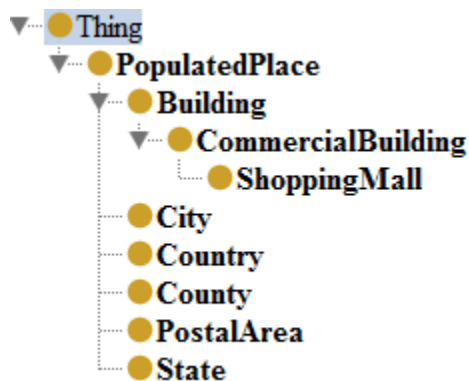 Thing
PopulatedPlace
Building
CommercialBuilding
ShoppingMall
City
Country
County
PostalArea
State